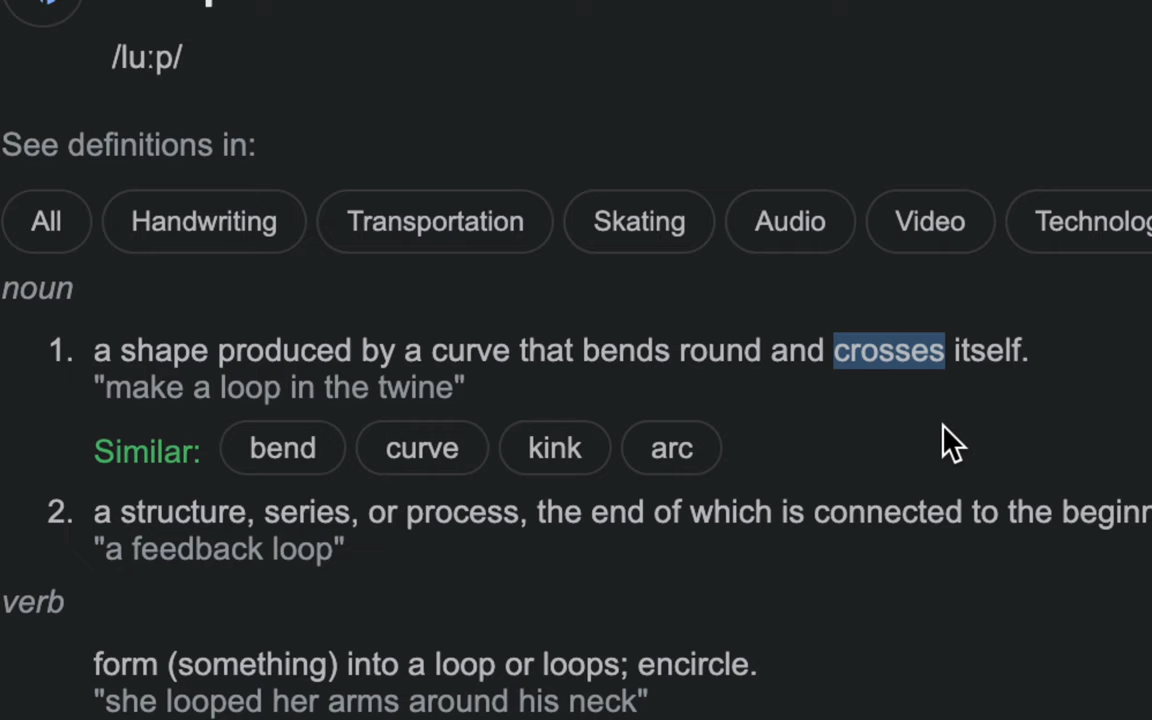 /luːp/
See definitions in:
All Handwriting Transportation Skating Audio Video
noun
1. a shape produced by a curve that bends round and crosses itself.
"make a loop in the twine"
Similar: bend curve kink arc
2. a structure, series, or process, the end of which is connected to the
"a feedback loop"
verb
form (something) into a loop or loops; encircle.
"she looped her arms around his neck"